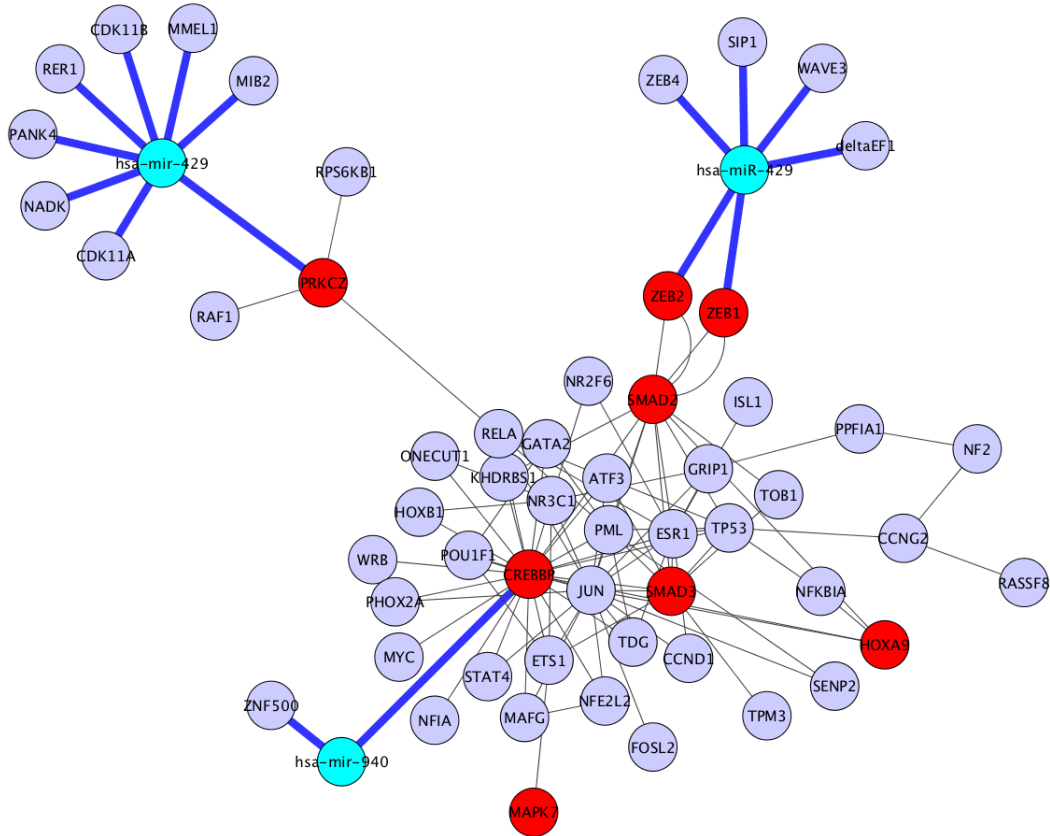 CDK11B
MMEL1
SIP1
RER1
MIB2
ZEB4
WAVE3
PANK4
hsa-mir-429
deltaEF1
hsa-miR-429
RPS6KB1
NADK
CDK11A
PRKCZ
ZEB2
ZEB1
RAF1
NR2F6
SMAD2
ISL1
RELA
GATA2
PPFIA1
NF2
ONECUT1
KHDRBS1
ATF3
GRIP1
NR3C1
TOB1
HOXB1
PML
ESR1
TP53
CCNG2
WRB
POU1F1
CREBBP
JUN
SMAD3
NFKBIA
RASSF8
PHOX2A
MYC
TDG
CCND1
HOXA9
STAT4
ETS1
SENP2
ZNF500
NFIA
MAFG
NFE2L2
TPM3
FOSL2
hsa-mir-940
MAPK7